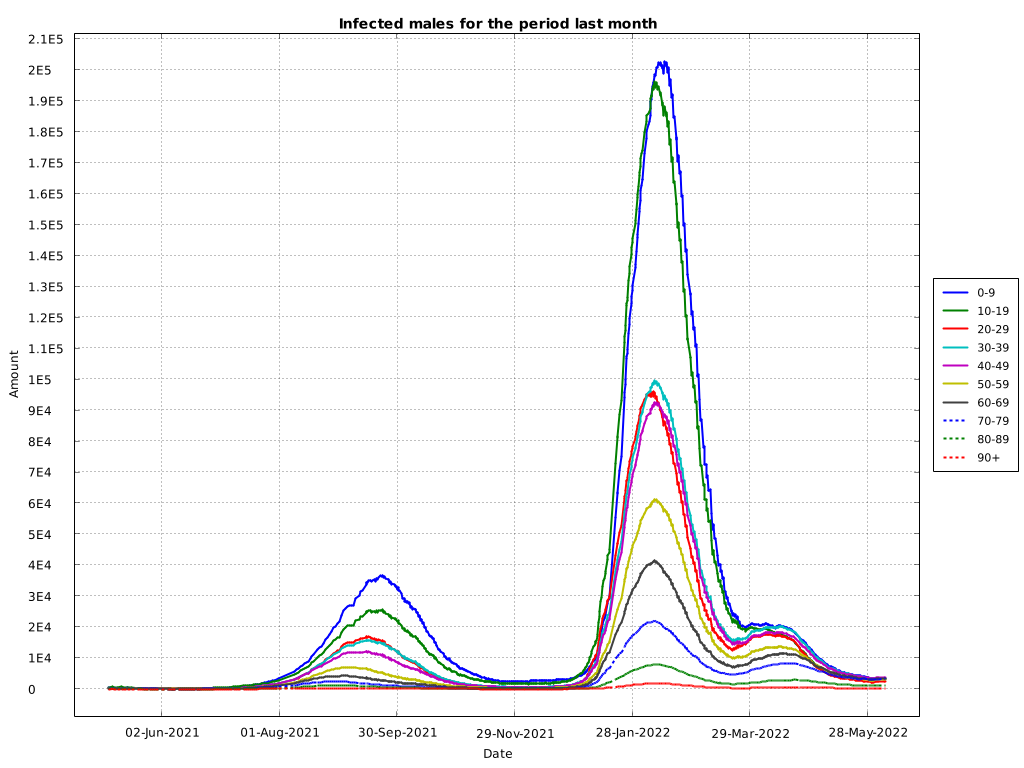 Infected males for the period last month
2.1E5
2E5
1.9E5
1.8E5
1.7E5
1.6E5
1.5E5
1.4E5
1.3E5
1.2E5
1.1E5
1E5
9E4
8E4
7E4
6E4
5E4
4E4
3E4
2E4
1E4
0
Amount
02-Jun-2021 01-Aug-2021 30-Sep-2021 29-Nov-2021 28-Jan-2022 29-Mar-2022 28-May-2022
Date
0-9
10-19
20-29
30-39
40-49
50-59
60-69
70-79
80-89
90+